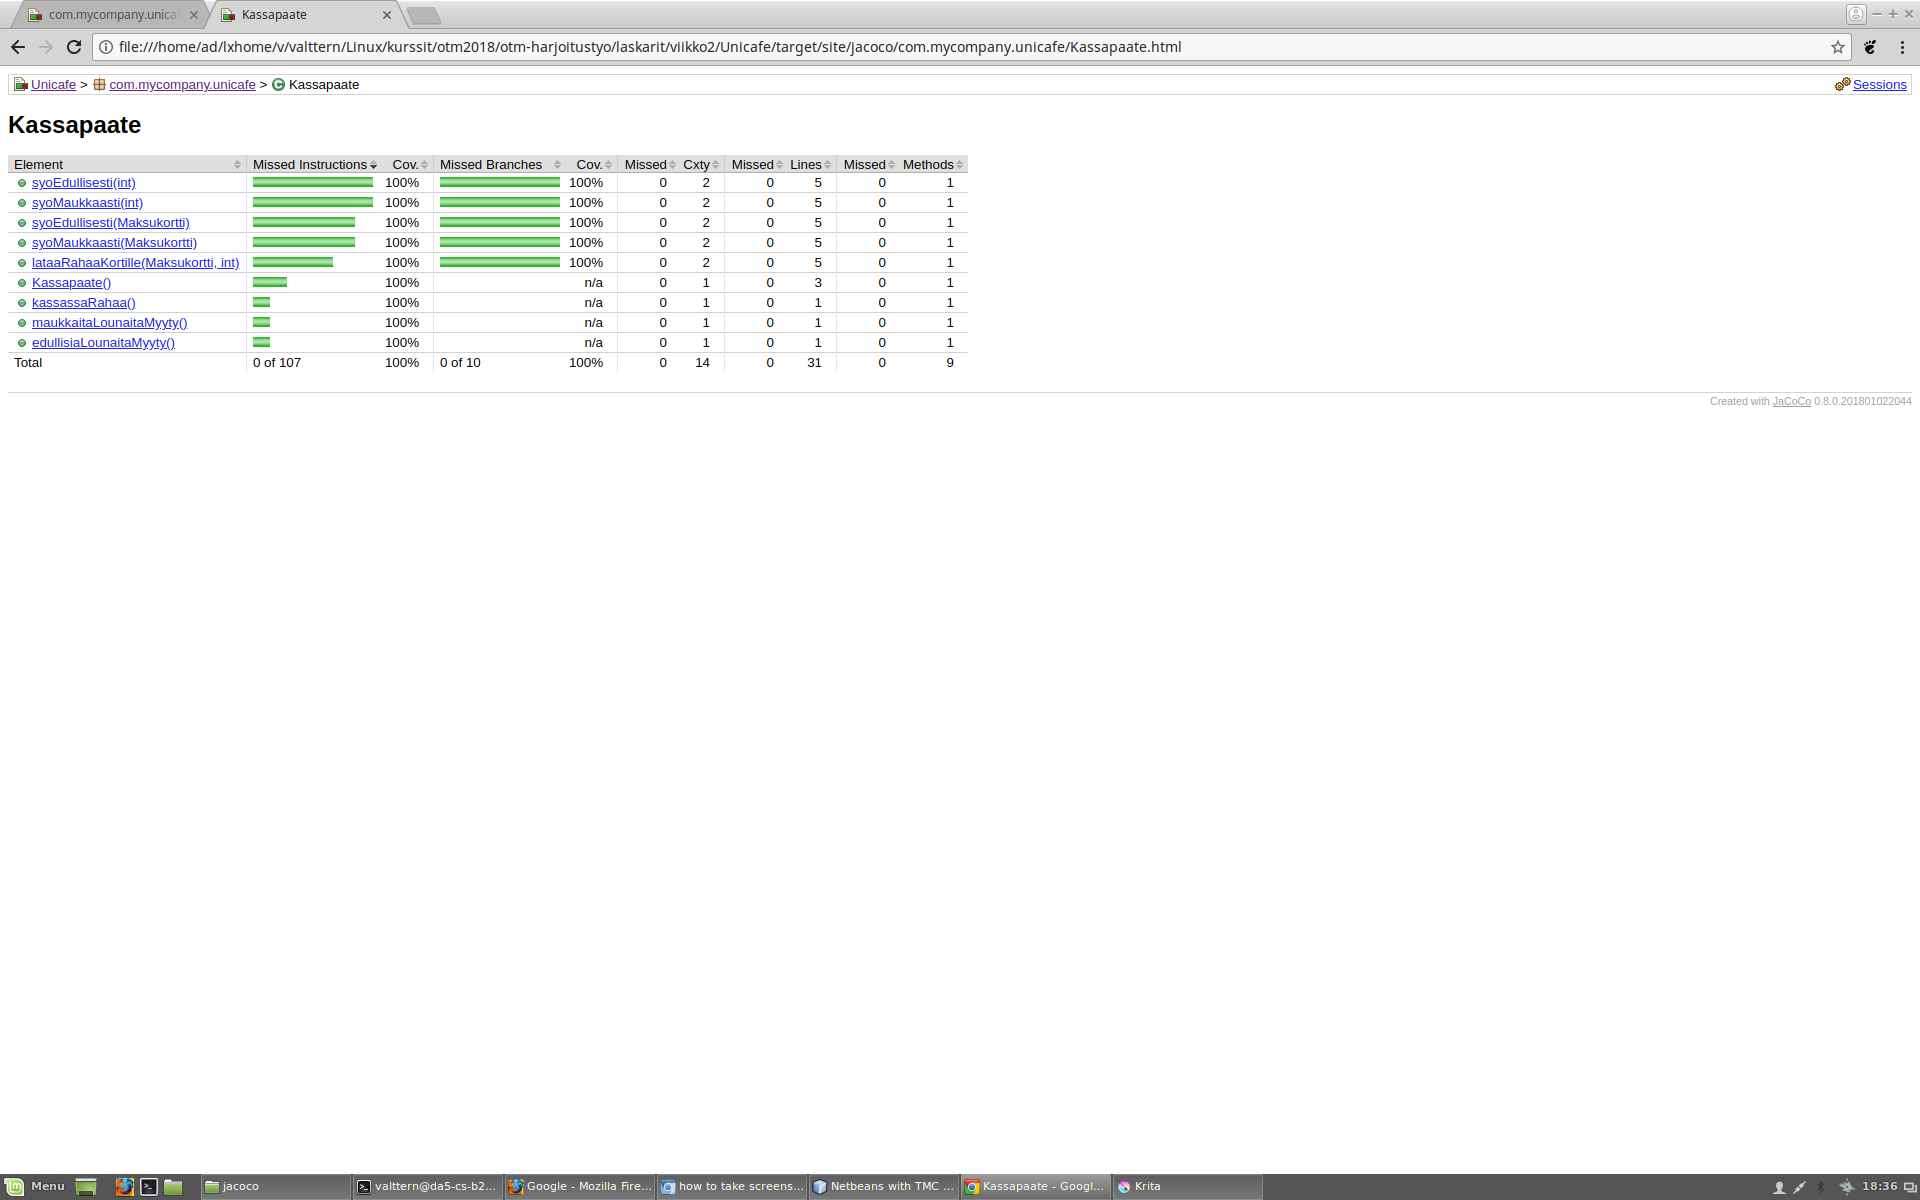 com.mycompany.unicaf
Kassapaate
file:///home/ad/lxhome/v/valttern/Linux/kurssit/otm2018/otm-harjoitustyo/laskarit/viikko2/Unicafe/target/site/jacoco/com.mycompany.unicafe/Kassapaate.html
Unicafe > com.mycompany.unicafe > C Kassapaate Sessions
Kassapaate
Element Missed Instructions Cov. Missed Branches Cov. Missed Cxty Missed Lines Missed Methods
syoEdullisesti(int) 100% 100% 0 2 0 5 0 1
syoMaukkaasti(int) 100% 100% 0 2 0 5 0 1
syoEdullisesti(Maksukortti) 100% 100% 0 2 0 5 0 1
syoMaukkaasti(Maksukortti) 100% 100% 0 2 0 5 0 1
lataaRahaaKortille(Maksukortti, int) 100% 100% 0 2 0 5 0 1
Kassapaate() 100% n/a 0 1 0 3 0 1
kassassaRahaa() 100% n/a 0 1 0 1 0 1
maukkaitaLounaitaMyyty() 100% n/a 0 1 0 1 0 1
edullisiaLounaitaMyyty() 100% n/a 0 1 0 1 0 1
Total 0 of 107 100% 0 of 10 100% 0 14 0 31 0 9
Created with JaCoCo 0.8.0.201801022044
Menu jacoco valttern@da5-cs-b2... Google - Mozilla Fire... how to take screens... Netbeans with TMC ... Kassapaate - Googl... Krita 18:36